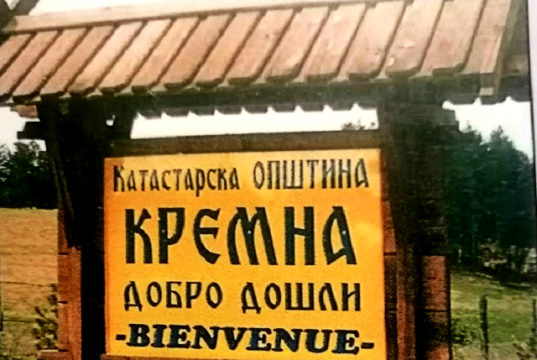 Катастарска ОПШТИНА
КРЕМНА
ДОБРО ДОШЛИ
-BIENVENUE-